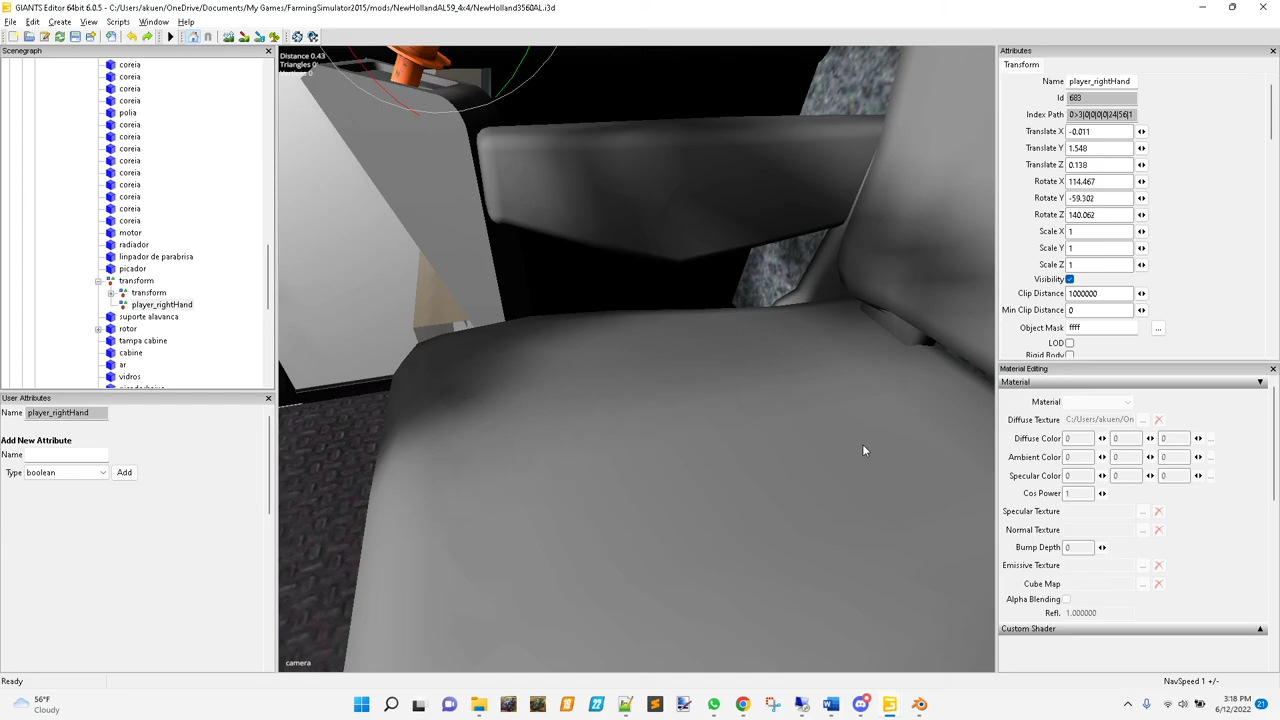 GIANTS Editor 64bit 6.0.5 - C:/Users/akuen/OneDrive/Documents/My Games/FarmingSimulator2015/mods/NewHollandAL59_4x4/NewHolland3560AL.i3d
File Edit Create View Scripts Window Help
Scenegraph
coreia
coreia
coreia
coreia
polia
coreia
coreia
coreia
coreia
coreia
coreia
coreia
coreia
coreia
motor
radiador
linpador de parabrisa
picador
transform
transform
player_rightHand
suporte alavanca
rotor
tampa cabine
cabine
ar
vidros
User Attributes
Name player_rightHand
Add New Attribute
Name
Type boolean Add
Distance 0.43
Triangles 0
Vertices 0
camera
Attributes
Transform
Name player_rightHand
Id 683
Index Path 0>3|0|0|0|0|24|56|1
Translate X -0.011
Translate Y 1.548
Translate Z 0.138
Rotate X 114.467
Rotate Y -59.302
Rotate Z 140.062
Scale X 1
Scale Y 1
Scale Z 1
Visibility
Clip Distance 1000000
Min Clip Distance 0
Object Mask ffff ...
LOD
Rigid Body
Material Editing
Material
Material
Diffuse Texture C:/Users/akuen/On ...
Diffuse Color 0 0 0 ...
Ambient Color 0 0 0 ...
Specular Color 0 0 0 ...
Cos Power 1
Specular Texture ...
Normal Texture ...
Bump Depth 0
Emissive Texture ...
Cube Map ...
Alpha Blending
Refl. 1.000000
Custom Shader
Ready
NavSpeed 1 +/-
56°F
Cloudy
3:18 PM
6/12/2022
21